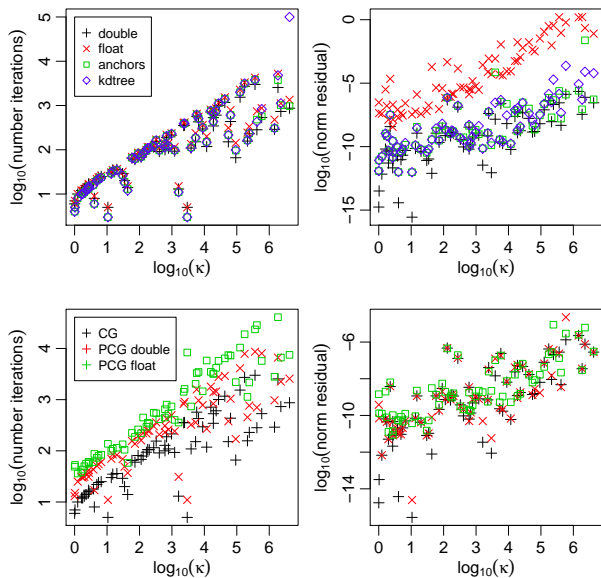 double
float
anchors
kdtree
log10(number iterations)
1 2 3 4 5
0 1 2 3 4 5 6
log10(κ)
log10(norm residual)
−15 −10 −5 0
0 1 2 3 4 5 6
log10(κ)
CG
PCG double
PCG float
log10(number iterations)
1 2 3 4
0 1 2 3 4 5 6
log10(κ)
log10(norm residual)
−14 −10 −6
0 1 2 3 4 5 6
log10(κ)